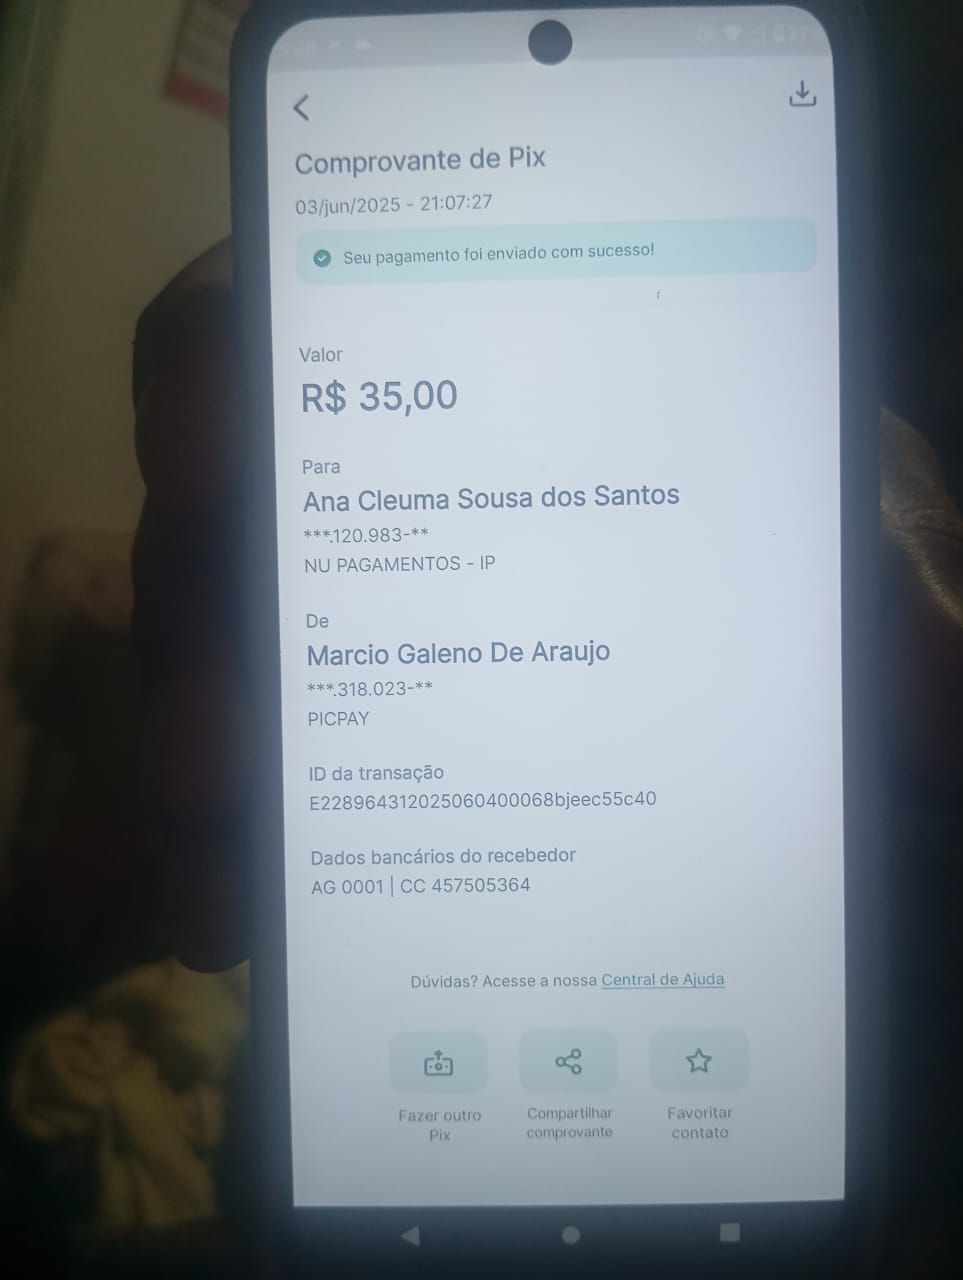 Comprovante de Pix
03/jun/2025 - 21:07:27
Seu pagamento foi enviado com sucesso!
Valor
R$ 35,00
Para
Ana Cleuma Sousa dos Santos
***.120.983-**
NU PAGAMENTOS - IP
De
Marcio Galeno De Araujo
***.318.023-**
PICPAY
ID da transação
E22896431202506040006​8bjeec55c40
Dados bancários do recebedor
AG 0001 | CC 457505364
Dúvidas? Acesse a nossa Central de Ajuda
Fazer outro Pix
Compartilhar comprovante
Favoritar contato